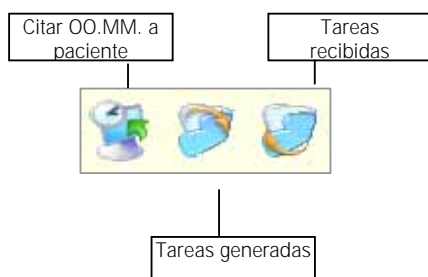 Citar OO.MM. a
paciente
Tareas
recibidas
Tareas generadas